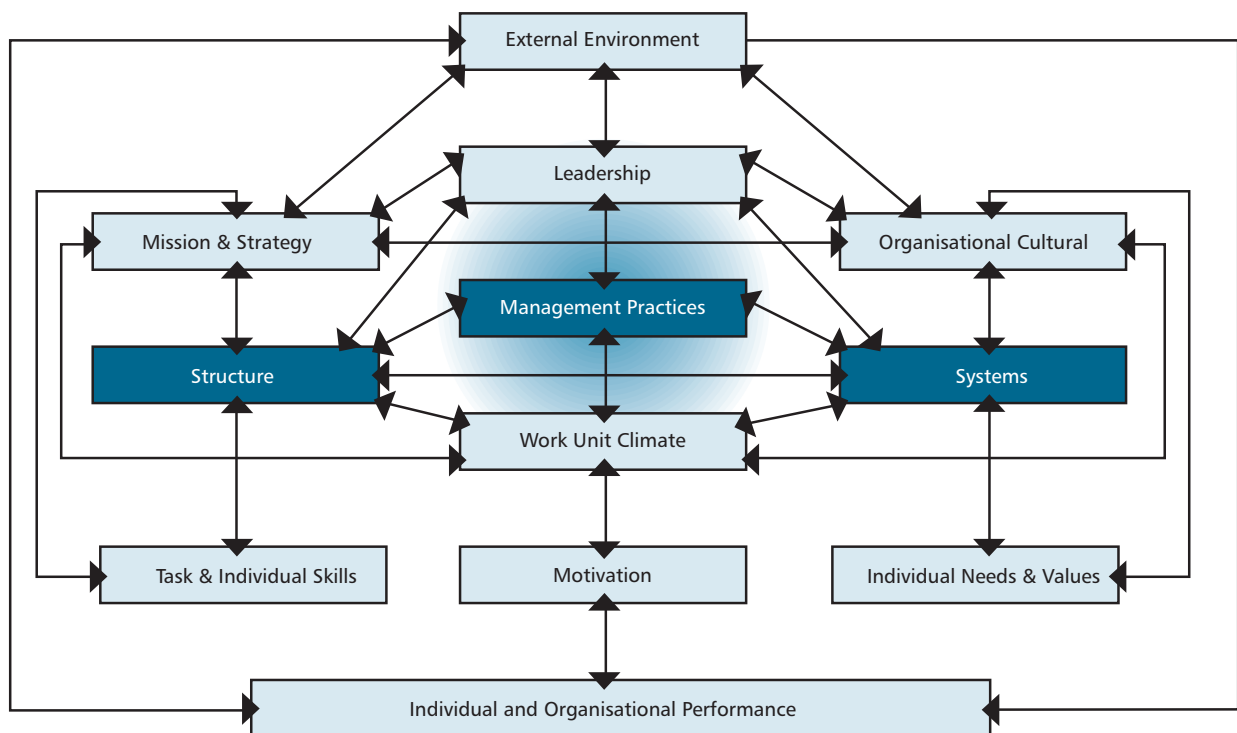 External Environment
Leadership
Mission & Strategy
Organisational Cultural
Management Practices
Structure
Systems
Work Unit Climate
Task & Individual Skills
Motivation
Individual Needs & Values
Individual and Organisational Performance